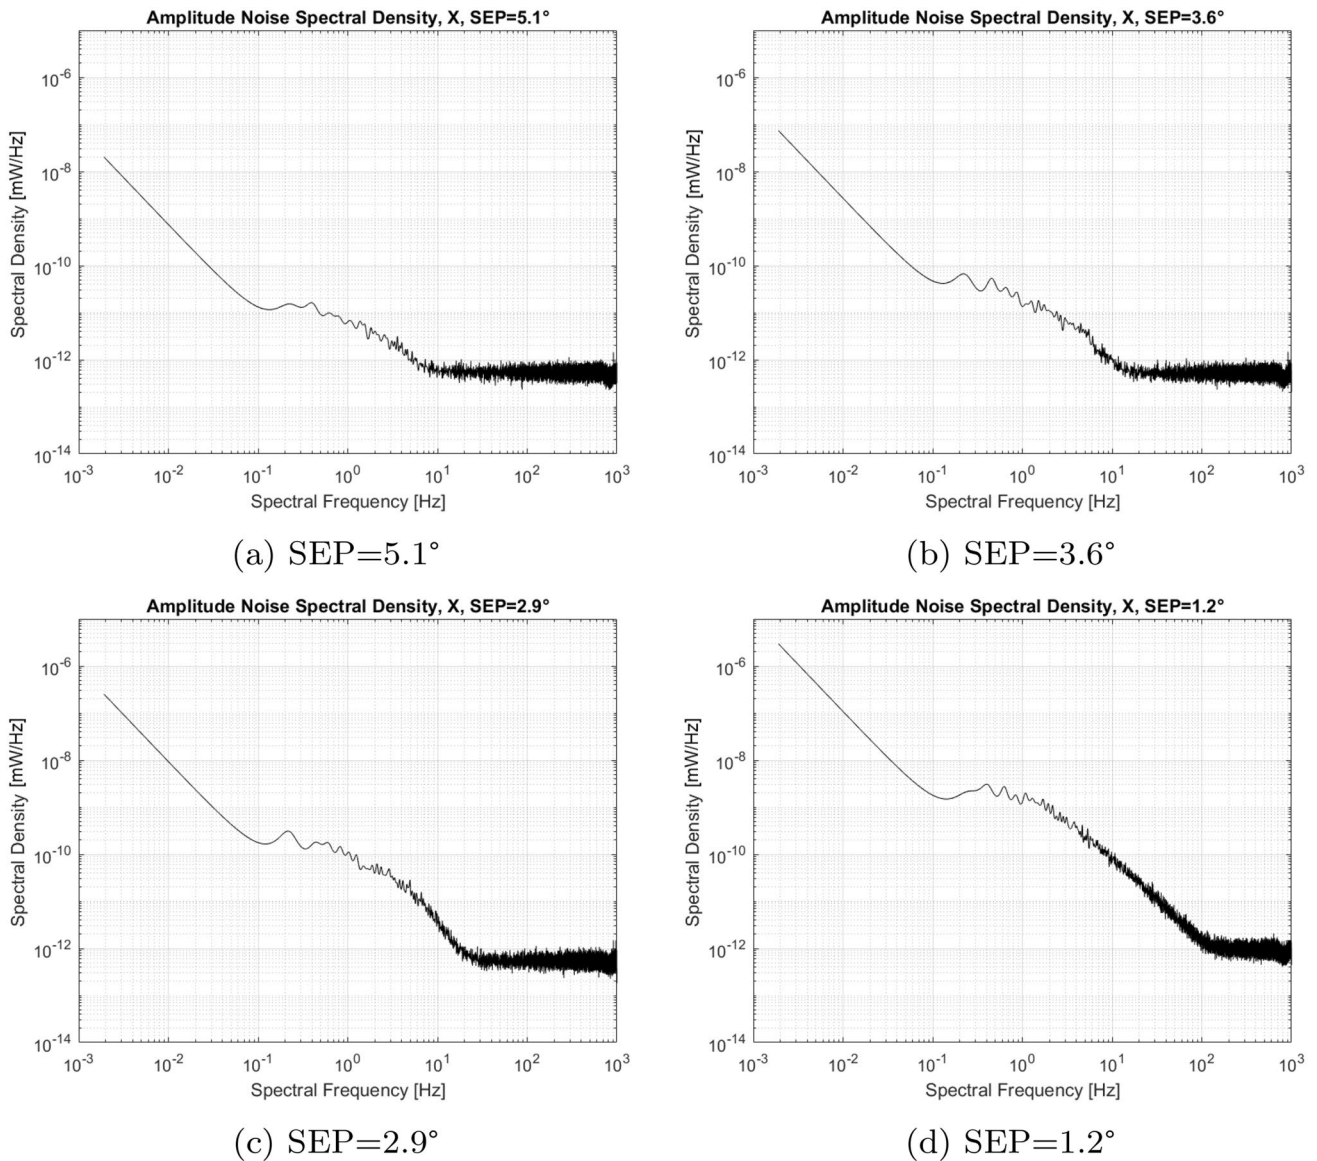 Amplitude Noise Spectral Density, X, SEP=5.1°
Spectral Density [mW/Hz]
10^-6
10^-8
10^-10
10^-12
10^-14
10^-3 10^-2 10^-1 10^0 10^1 10^2 10^3
Spectral Frequency [Hz]
(a) SEP=5.1°
Amplitude Noise Spectral Density, X, SEP=3.6°
Spectral Density [mW/Hz]
10^-6
10^-8
10^-10
10^-12
10^-14
10^-3 10^-2 10^-1 10^0 10^1 10^2 10^3
Spectral Frequency [Hz]
(b) SEP=3.6°
Amplitude Noise Spectral Density, X, SEP=2.9°
Spectral Density [mW/Hz]
10^-6
10^-8
10^-10
10^-12
10^-14
10^-3 10^-2 10^-1 10^0 10^1 10^2 10^3
Spectral Frequency [Hz]
(c) SEP=2.9°
Amplitude Noise Spectral Density, X, SEP=1.2°
Spectral Density [mW/Hz]
10^-6
10^-8
10^-10
10^-12
10^-14
10^-3 10^-2 10^-1 10^0 10^1 10^2 10^3
Spectral Frequency [Hz]
(d) SEP=1.2°